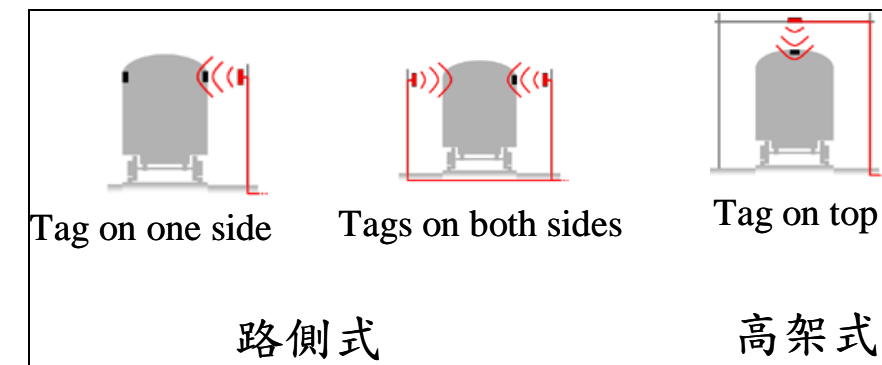 Tag on one side
Tags on both sides
Tag on top
路側式
高架式